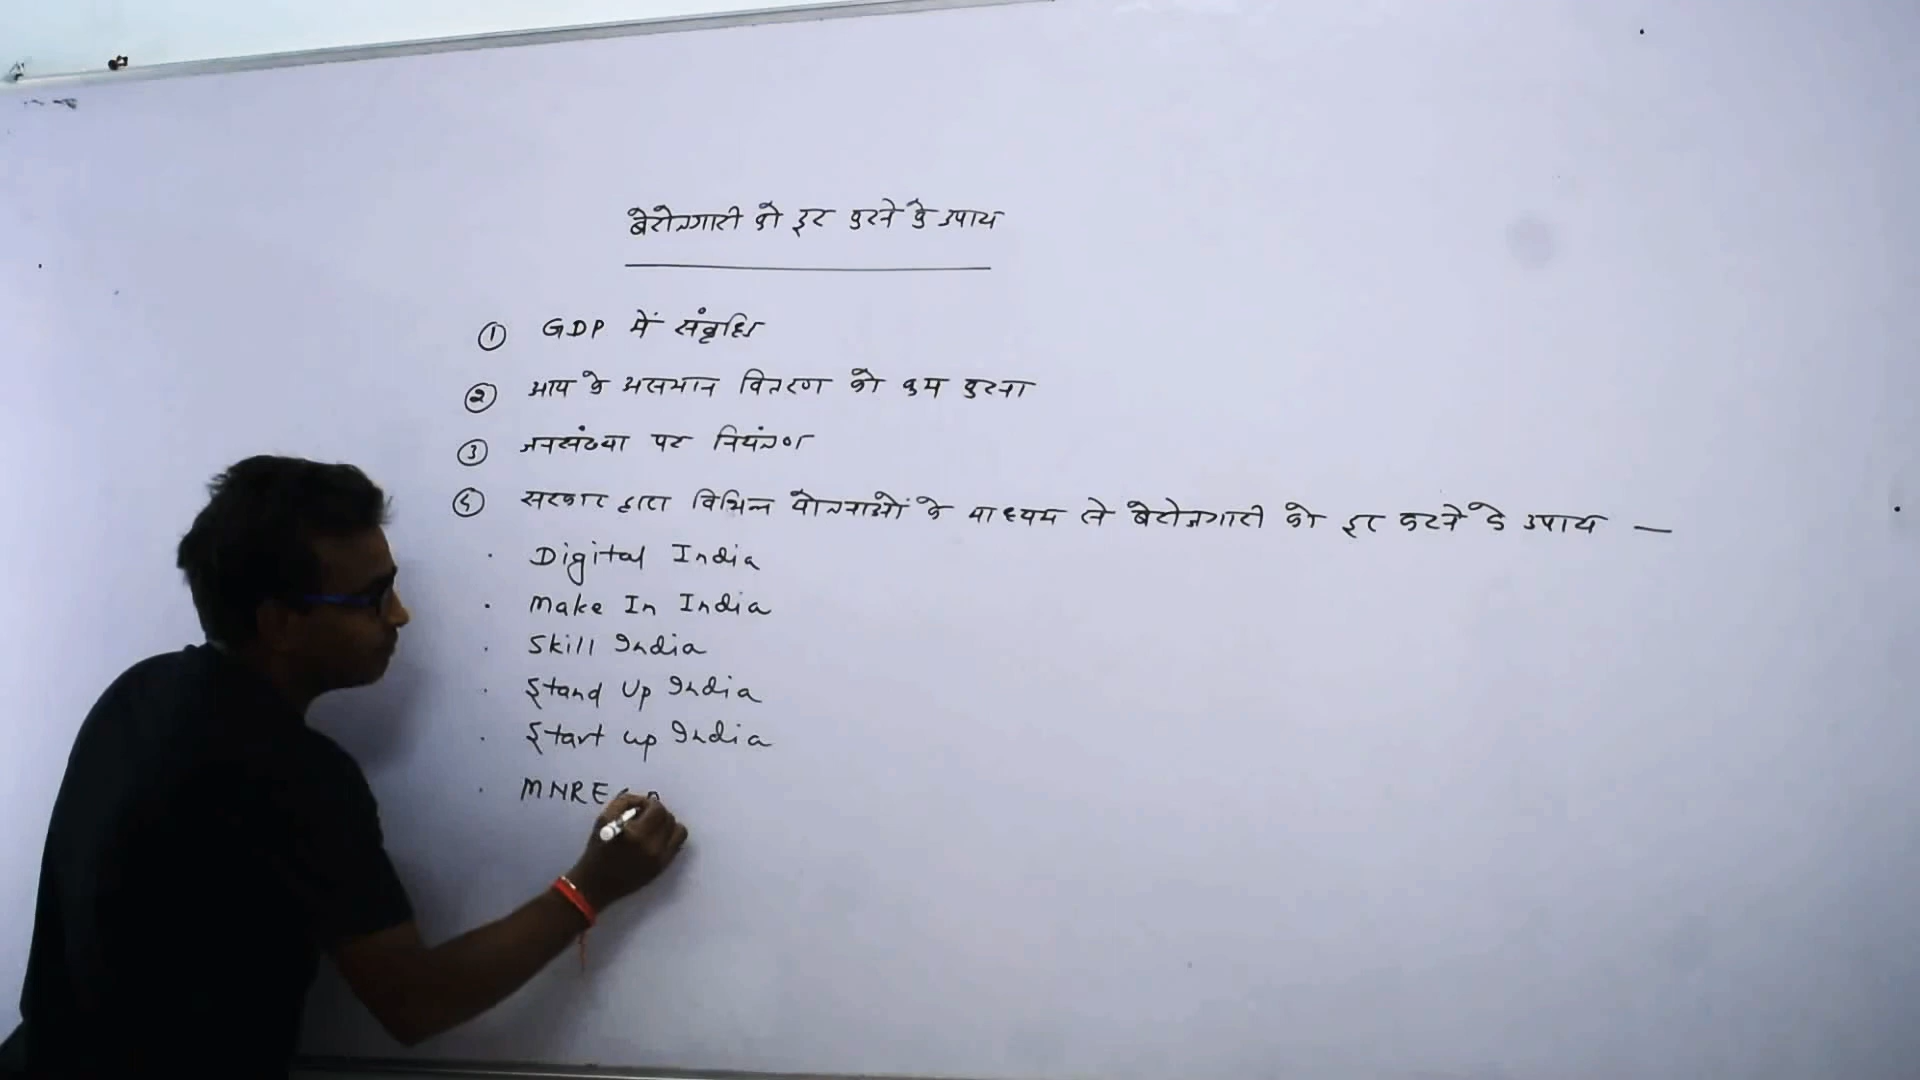 बेरोजगारी को दूर करने के उपाय
① GDP में संवृद्धि
② आय के असमान वितरण को कम करना
③ जनसंख्या पर नियंत्रण
④ सरकार द्वारा विभिन्न योजनाओं के माध्यम से बेरोजगारी को दूर करने के उपाय —
· Digital India
· Make In India
· Skill India
· Stand Up India
· Start up India